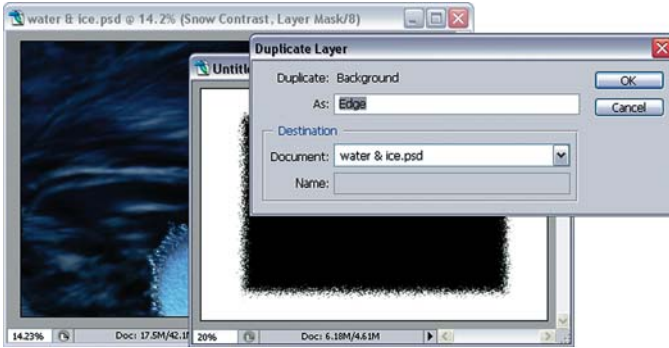 water & ice.psd @ 14.2% (Snow Contrast, Layer Mask/8)
Duplicate Layer
Duplicate: Background
OK
As: Edge
Cancel
Destination
Document: water & ice.psd
Name:
14.23%
Doc: 17.5M/42.1
20%
Doc: 6.18M/4.61M